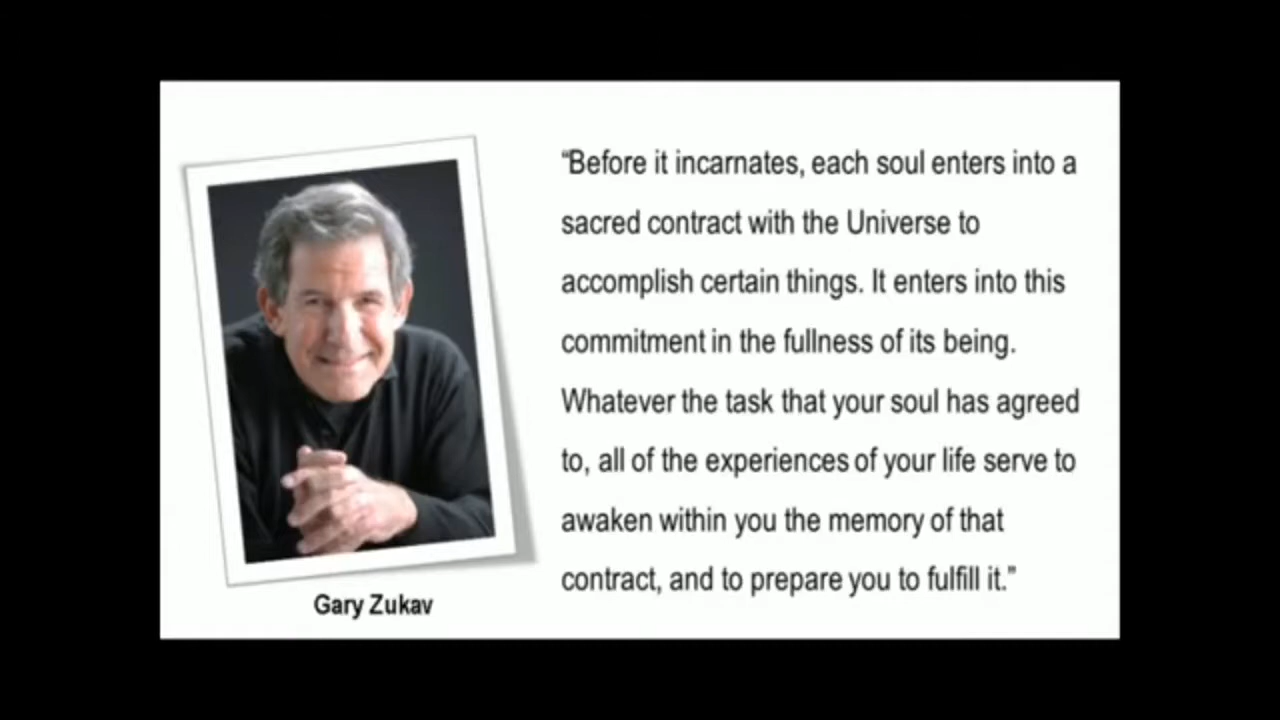 “Before it incarnates, each soul enters into a
sacred contract with the Universe to
accomplish certain things. It enters into this
commitment in the fullness of its being.
Whatever the task that your soul has agreed
to, all of the experiences of your life serve to
awaken within you the memory of that
contract, and to prepare you to fulfill it.”
Gary Zukav